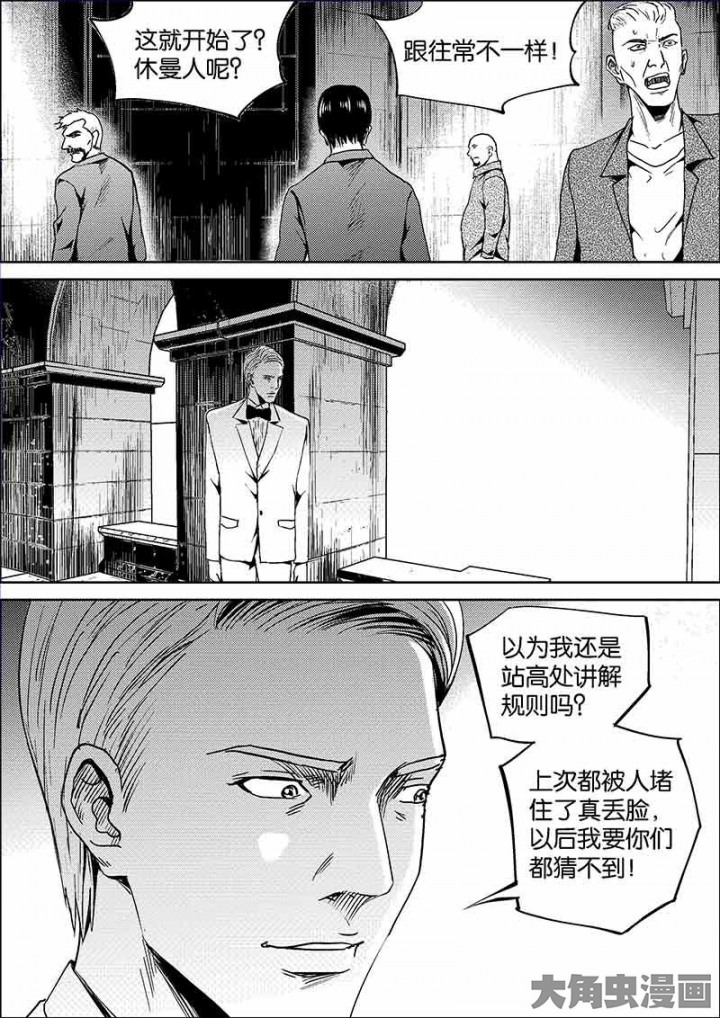 这就开始了?
休曼人呢?
跟往常不一样!
以为我还是
站高处讲解
规则吗?
上次都被人堵
住了真丢脸,
以后我要你们
都猜不到!
大角虫漫画